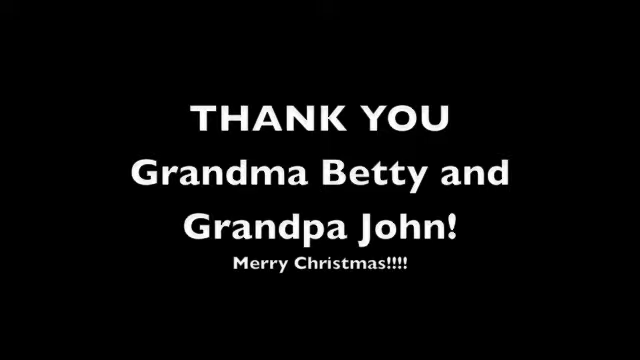 THANK YOU
Grandma Betty and
Grandpa John!
Merry Christmas!!!!